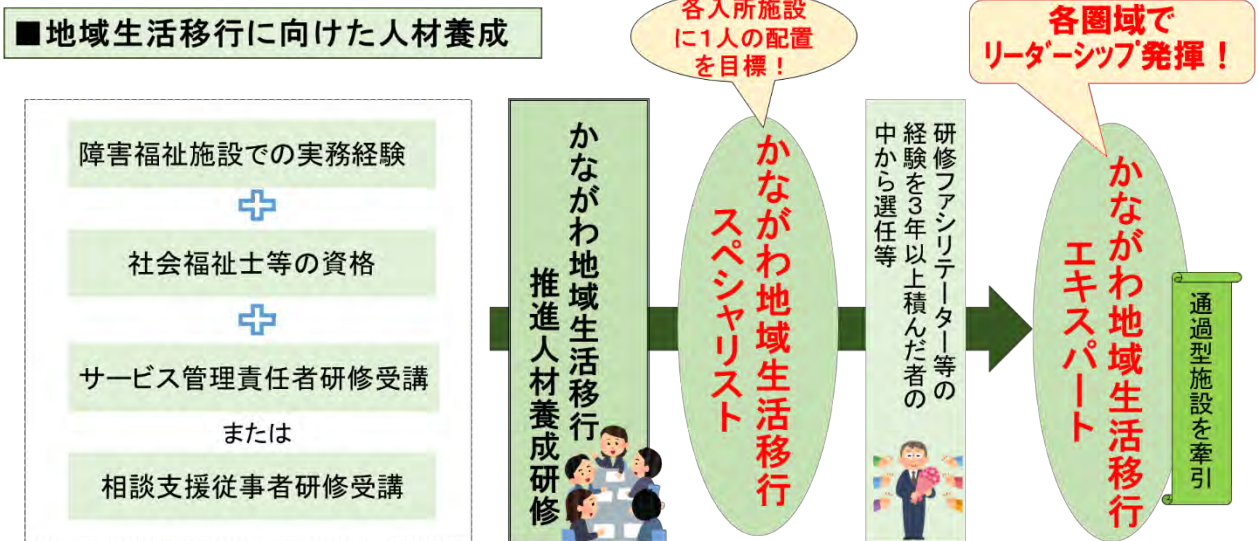 ■地域生活移行に向けた人材養成
障害福祉施設での実務経験
社会福祉士等の資格
サービス管理責任者研修受講
または
相談支援従事者研修受講
かながわ地域生活移行
推進人材養成研修
各入所施設
に1人の配置
を目標！
かながわ地域生活移行
スペシャリスト
研修ファシリテーター等の
経験を3年以上積んだ者の
中から選任等
各圏域で
リーダーシップ発揮！
かながわ地域生活移行
エキスパート
通過型施設を牽引